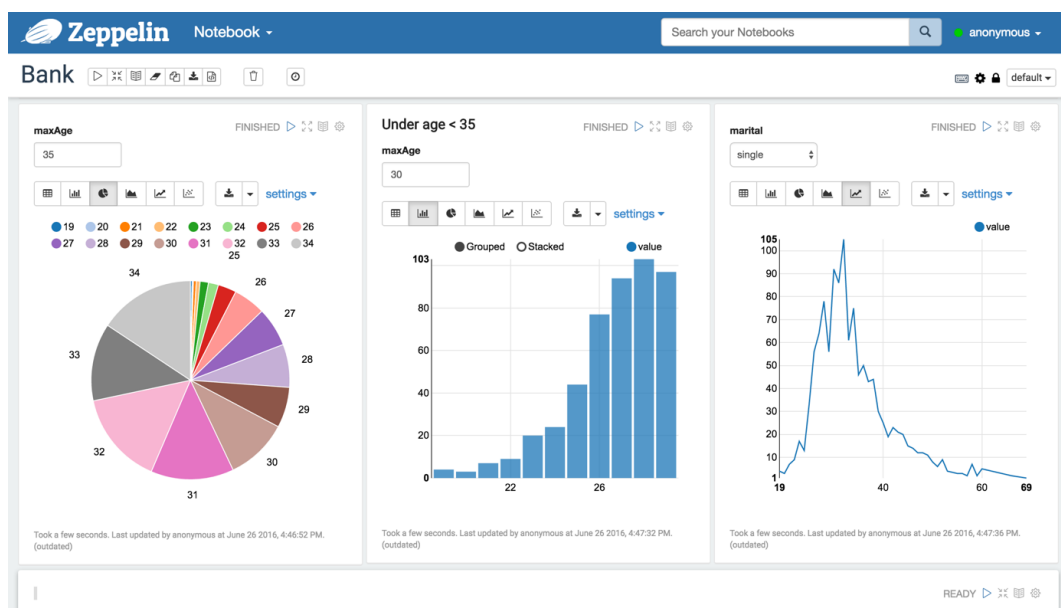 Zeppelin Notebook Search your Notebooks anonymous
Bank default
maxAge FINISHED
35
settings
19 20 21 22 23 24 25 26
27 28 29 30 31 32 33 34
25
34
26
27
33
28
29
32
30
31
Took a few seconds. Last updated by anonymous at June 26 2016, 4:46:52 PM.
(outdated)
Under age < 35 FINISHED
maxAge
30
settings
Grouped Stacked value
103
80
60
40
20
0
22 26
Took a few seconds. Last updated by anonymous at June 26 2016, 4:47:32 PM.
(outdated)
marital FINISHED
single
settings
value
105
100
90
80
70
60
50
40
30
20
10
1
19 40 60 69
Took a few seconds. Last updated by anonymous at June 26 2016, 4:47:36 PM.
(outdated)
READY